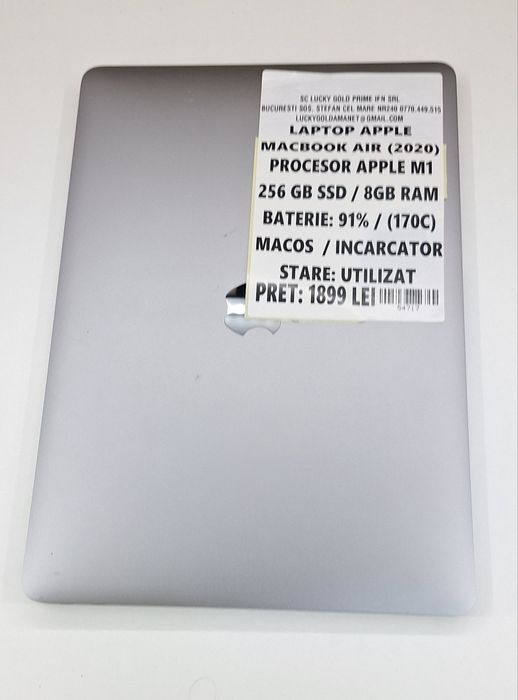 SC LUCKY GOLD PRIME IFN SRL
BUCURESTI SOS. STEFAN CEL MARE NR240 0776.449.515
LUCKYGOLDAMANET@GMAIL.COM
LAPTOP APPLE
MACBOOK AIR (2020)
PROCESOR APPLE M1
256 GB SSD / 8GB RAM
BATERIE: 91% / (170C)
MACOS / INCARCATOR
STARE: UTILIZAT
PRET: 1899 LEI
54717